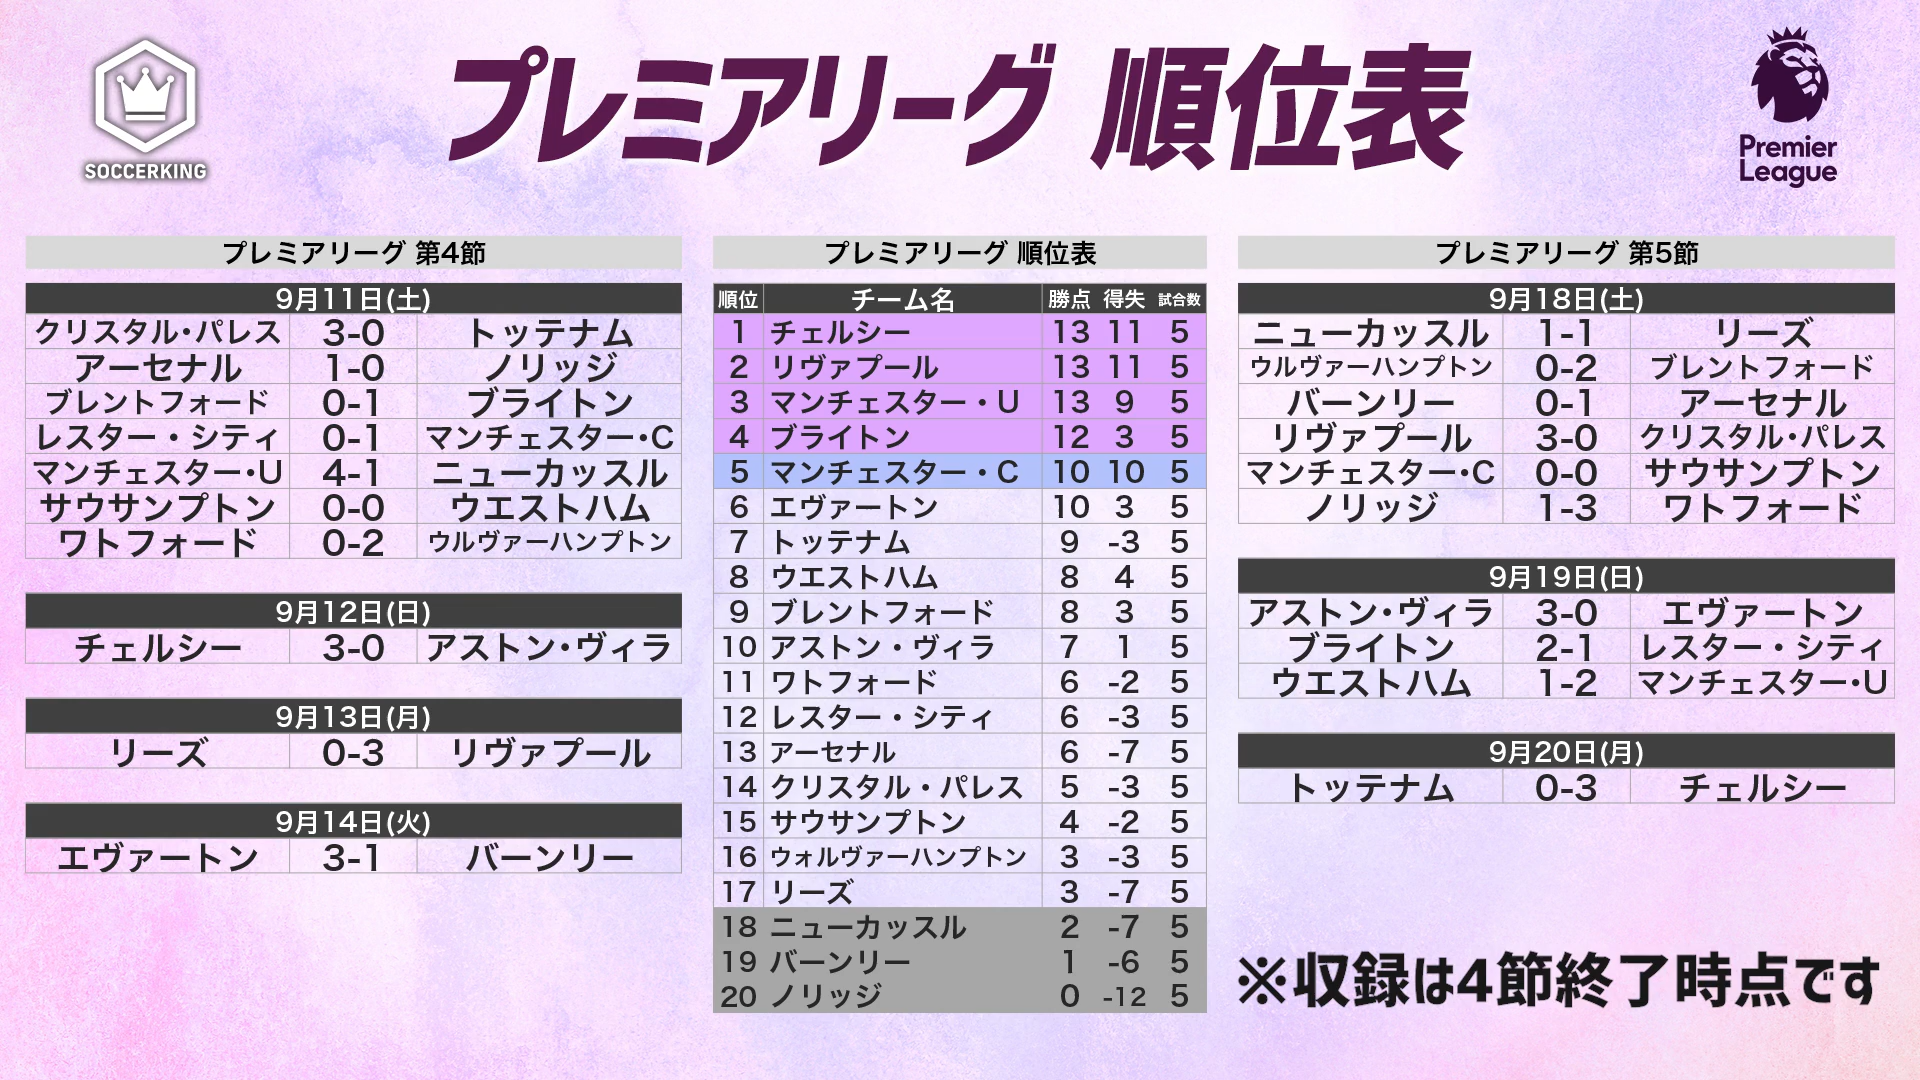 SOCCERKING
プレミアリーグ 順位表
Premier
League
プレミアリーグ 第4節
9月11日(土)
クリスタル・パレス 3-0 トッテナム
アーセナル 1-0 ノリッジ
ブレントフォード 0-1 ブライトン
レスター・シティ 0-1 マンチェスター・C
マンチェスター・U 4-1 ニューカッスル
サウサンプトン 0-0 ウエストハム
ワトフォード 0-2 ウルヴァーハンプトン
9月12日(日)
チェルシー 3-0 アストン・ヴィラ
9月13日(月)
リーズ 0-3 リヴァプール
9月14日(火)
エヴァートン 3-1 バーンリー
プレミアリーグ 順位表
順位 チーム名 勝点 得失 試合数
1 チェルシー 13 11 5
2 リヴァプール 13 11 5
3 マンチェスター・U 13 9 5
4 ブライトン 12 3 5
5 マンチェスター・C 10 10 5
6 エヴァートン 10 3 5
7 トッテナム 9 -3 5
8 ウエストハム 8 4 5
9 ブレントフォード 8 3 5
10 アストン・ヴィラ 7 1 5
11 ワトフォード 6 -2 5
12 レスター・シティ 6 -3 5
13 アーセナル 6 -7 5
14 クリスタル・パレス 5 -3 5
15 サウサンプトン 4 -2 5
16 ウォルヴァーハンプトン 3 -3 5
17 リーズ 3 -7 5
18 ニューカッスル 2 -7 5
19 バーンリー 1 -6 5
20 ノリッジ 0 -12 5
プレミアリーグ 第5節
9月18日(土)
ニューカッスル 1-1 リーズ
ウルヴァーハンプトン 0-2 ブレントフォード
バーンリー 0-1 アーセナル
リヴァプール 3-0 クリスタル・パレス
マンチェスター・C 0-0 サウサンプトン
ノリッジ 1-3 ワトフォード
9月19日(日)
アストン・ヴィラ 3-0 エヴァートン
ブライトン 2-1 レスター・シティ
ウエストハム 1-2 マンチェスター・U
9月20日(月)
トッテナム 0-3 チェルシー
※収録は4節終了時点です